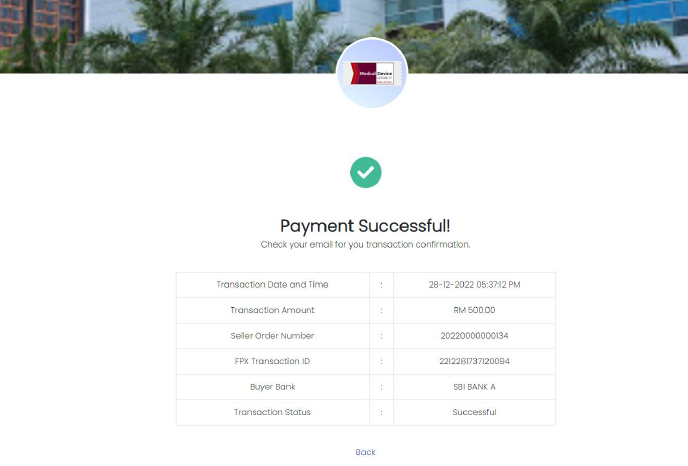 Medical Device
Payment Successful!
Check your email for you transaction confirmation.
Transaction Date and Time : 28-12-2022 05:37:12 PM
Transaction Amount : RM 500.00
Seller Order Number : 20220000000134
FPX Transaction ID : 2212281737120094
Buyer Bank : SBI BANK A
Transaction Status : Successful
Back